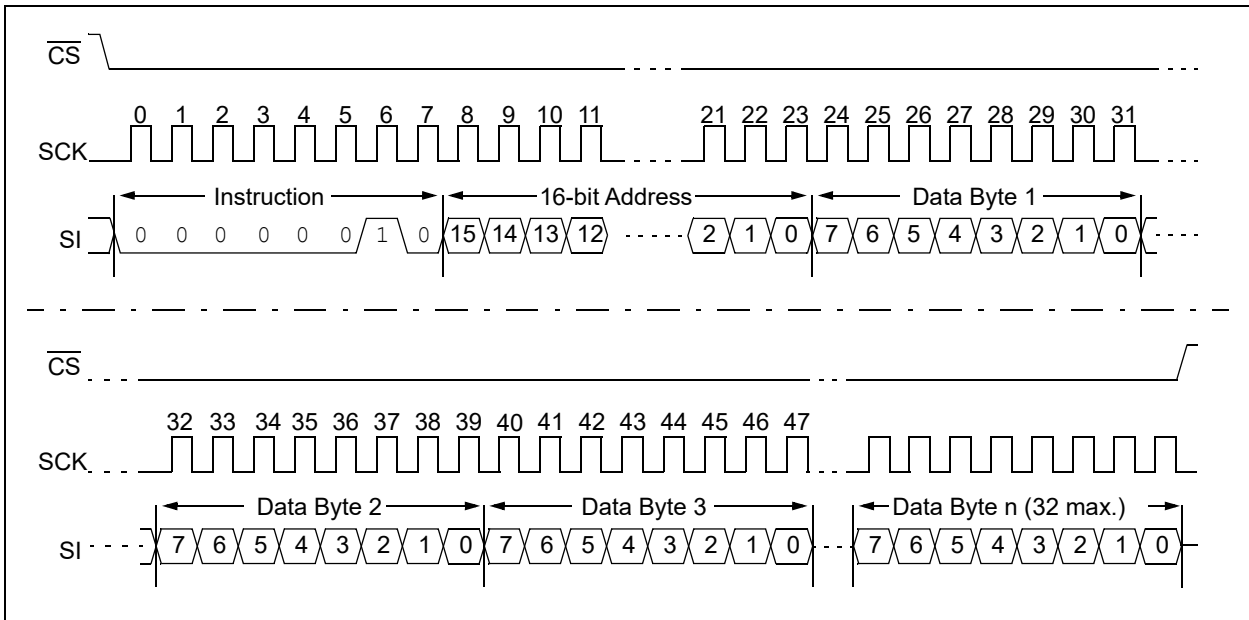 CS
0 1 2 3 4 5 6 7 8 9 10 11 21 22 23 24 25 26 27 28 29 30 31
SCK
Instruction 16-bit Address Data Byte 1
SI 0 0 0 0 0 0 1 0 15 14 13 12 2 1 0 7 6 5 4 3 2 1 0
CS
32 33 34 35 36 37 38 39 40 41 42 43 44 45 46 47
SCK
Data Byte 2 Data Byte 3 Data Byte n (32 max.)
SI 7 6 5 4 3 2 1 0 7 6 5 4 3 2 1 0 7 6 5 4 3 2 1 0